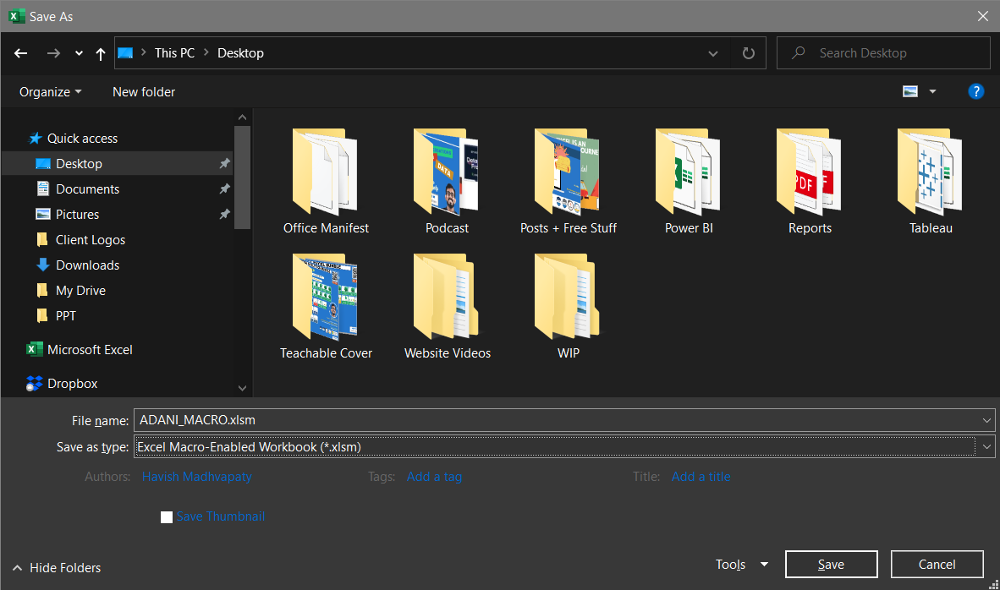 Save As
This PC > Desktop
Search Desktop
Organize
New folder
?
Quick access
Desktop
Documents
Pictures
Client Logos
Downloads
My Drive
PPT
Microsoft Excel
Dropbox
Office Manifest
Podcast
Posts + Free Stuff
Power BI
Reports
Tableau
DATA
PDF
Teachable Cover
Website Videos
WIP
File name: ADANI_MACRO.xlsm
Save as type: Excel Macro-Enabled Workbook (*.xlsm)
Authors: Havish Madhvapaty
Tags: Add a tag
Title: Add a title
Save Thumbnail
Hide Folders
Tools
Save
Cancel